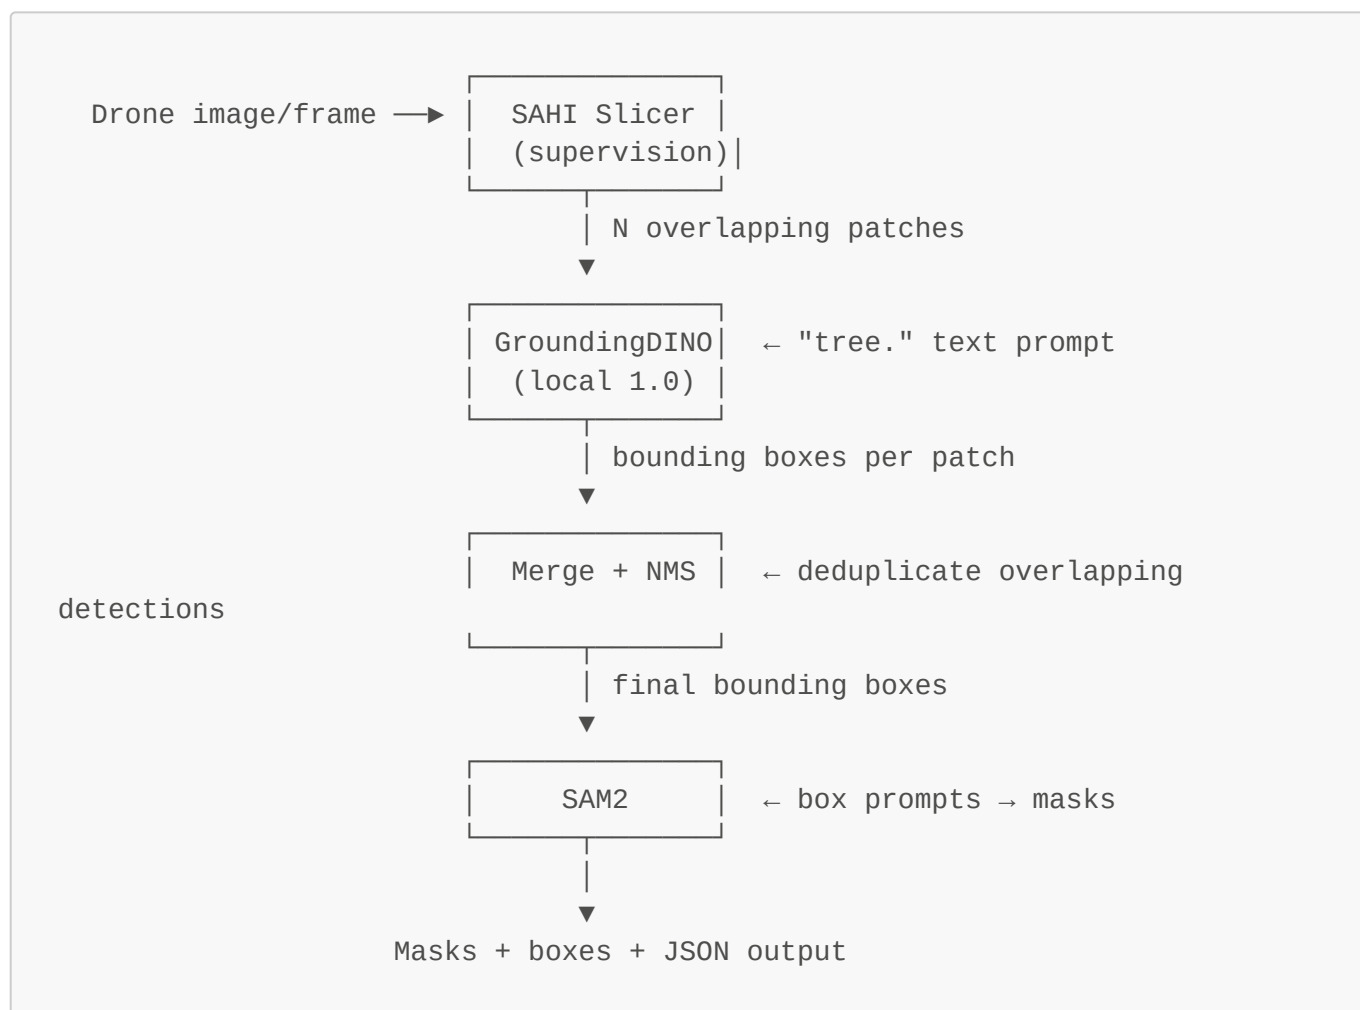 Drone image/frame ──► │ SAHI Slicer │
│ (supervision)│
│ N overlapping patches
▼
│ GroundingDINO│ ← "tree." text prompt
│ (local 1.0) │
│ bounding boxes per patch
▼
│ Merge + NMS │ ← deduplicate overlapping
detections
│ final bounding boxes
▼
│ SAM2 │ ← box prompts → masks
│
▼
Masks + boxes + JSON output